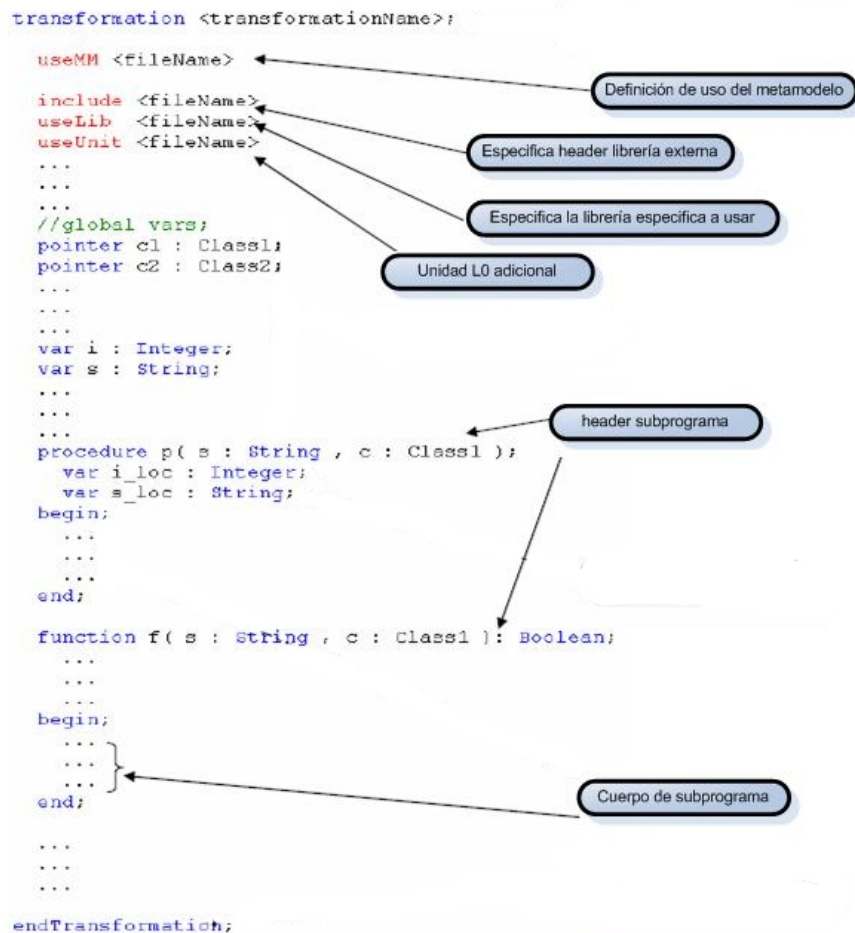 transformation <transformationName>;
useMM <fileName>
Definición de uso del metamodelo
include <fileName>
useLib <fileName>
useUnit <fileName>
Especifica header librería externa
...
...
...
Especifica la librería especifica a usar
//global vars;
pointer c1 : Class1;
pointer c2 : Class2;
Unidad L0 adicional
...
...
...
var i : Integer;
var s : String;
...
...
...
header subprograma
procedure p( s : String , c : Class1 );
var i_loc : Integer;
var s_loc : String;
begin;
...
...
...
end;
function f( s : String , c : Class1 ): Boolean;
...
...
...
begin;
...
...
...
end;
Cuerpo de subprograma
...
...
...
endTransformation;